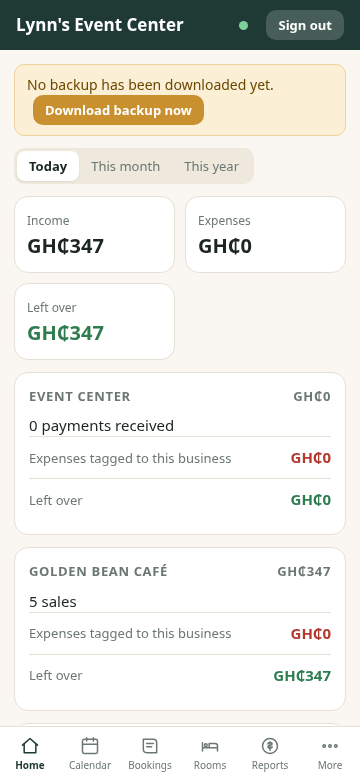 Lynn's Event Center
Sign out
No backup has been downloaded yet.
Download backup now
Today This month This year
Income Expenses
GH₵347 GH₵0
Left over
GH₵347
EVENT CENTER GH₵0
0 payments received
Expenses tagged to this business GH₵0
Left over GH₵0
GOLDEN BEAN CAFÉ GH₵347
5 sales
Expenses tagged to this business GH₵0
Left over GH₵347
Home Calendar Bookings Rooms Reports More